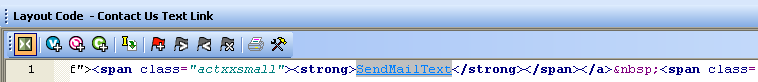 Layout Code - Contact Us Text Link
1 f"><span class="actxxsmall"><strong>SendMailText</strong></span></a>&nbsp;<span class=